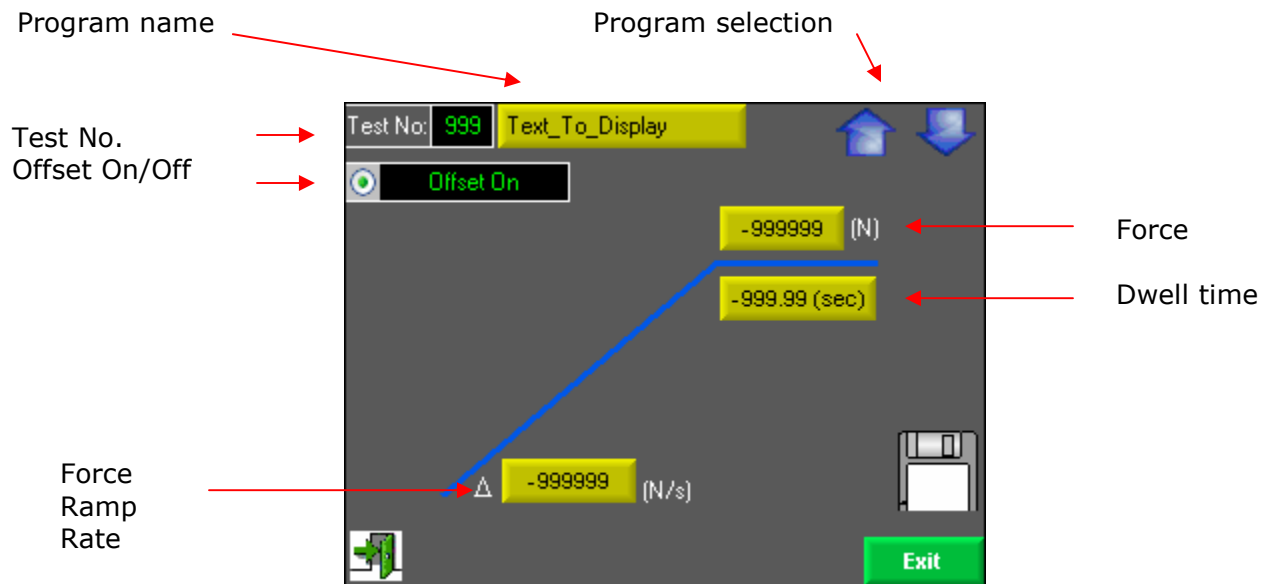 Program name
Program selection
Test No: 999 Text_To_Display
Test No.
Offset On/Off
Offset On
-999999 (N)
Force
-999.99 (sec)
Dwell time
Force
Ramp
Rate
Δ -999999 (N/s)
Exit